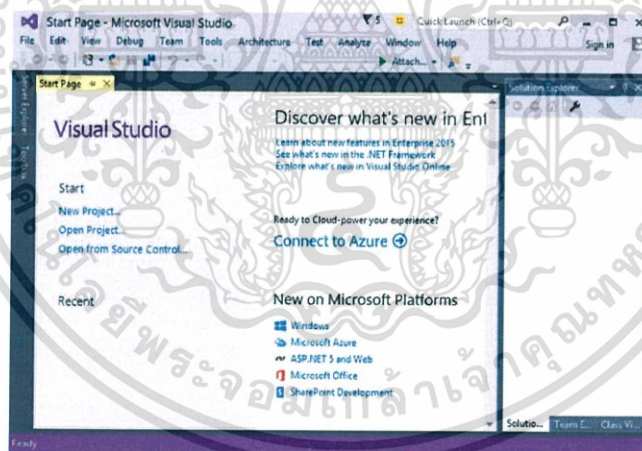 Start Page - Microsoft Visual Studio
5
Quick Launch (Ctrl+Q)
File Edit View Debug Team Tools Architecture Test Analyze Window Help
Sign in
Attach...
Server Explorer
Toolbox
Start Page
Solution Explorer
Visual Studio
Start
New Project...
Open Project...
Open from Source Control...
Recent
Discover what's new in Ent
Learn about new features in Enterprise 2015
See what's new in the .NET Framework
Explore what's new in Visual Studio Online
Ready to Cloud-power your experience?
Connect to Azure
New on Microsoft Platforms
Windows
Microsoft Azure
ASP.NET 5 and Web
Microsoft Office
SharePoint Development
Solutio... Team E... Class Vi...
Ready